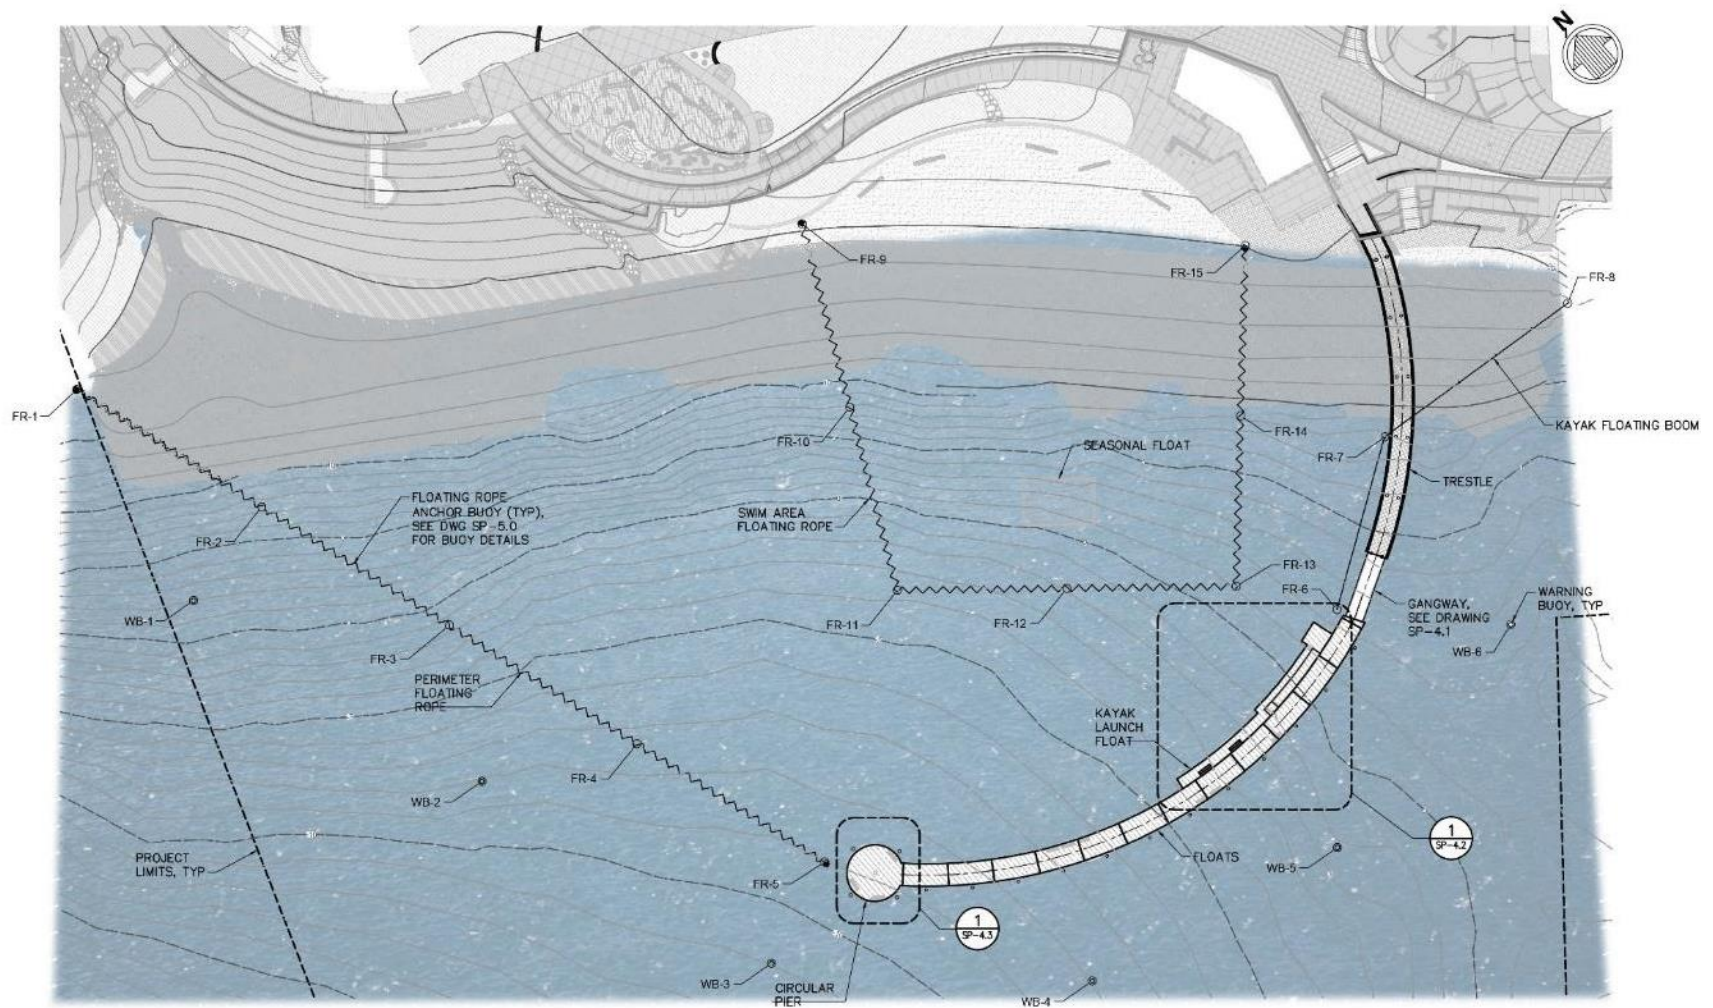 N
FR-9
FR-15
FR-8
FR-1
KAYAK FLOATING BOOM
FR-10
FR-14
SEASONAL FLOAT
FR-7
TRESTLE
FLOATING ROPE
ANCHOR BUOY (TYP),
SEE DWG SP-5.0
FOR BUOY DETAILS
SWIM AREA
FLOATING ROPE
FR-2
FR-13
FR-6
WB-1
FR-11
FR-12
GANGWAY,
SEE DRAWING
SP-4.1
WARNING
BUOY, TYP
WB-6
FR-3
PERIMETER
FLOATING
ROPE
KAYAK
LAUNCH
FLOAT
FR-4
WB-2
1
SP-4.2
PROJECT
LIMITS, TYP
FLOATS
WB-5
FR-5
1
SP-4.3
WB-3
CIRCULAR
PIER
WB-4